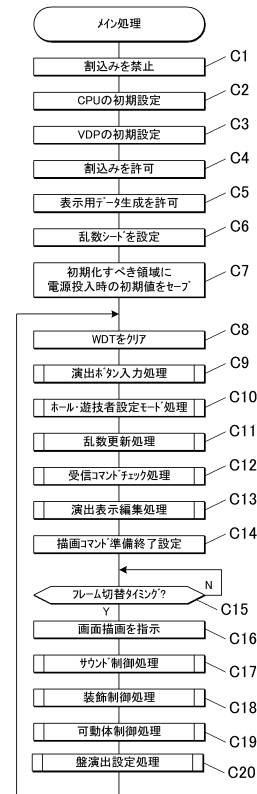 メイン処理
割込みを禁止
C1
CPUの初期設定
C2
VDPの初期設定
C3
割込みを許可
C4
表示用データ生成を許可
C5
乱数シードを設定
C6
初期化すべき領域に
電源投入時の初期値をセーブ
C7
WDTをクリア
C8
演出ボタン入力処理
C9
ホール・遊技者設定モード処理
C10
乱数更新処理
C11
受信コマンドチェック処理
C12
演出表示編集処理
C13
描画コマンド準備終了設定
C14
フレーム切替タイミング?
N
C15
Y
画面描画を指示
C16
サウンド制御処理
C17
装飾制御処理
C18
可動体制御処理
C19
盤演出設定処理
C20